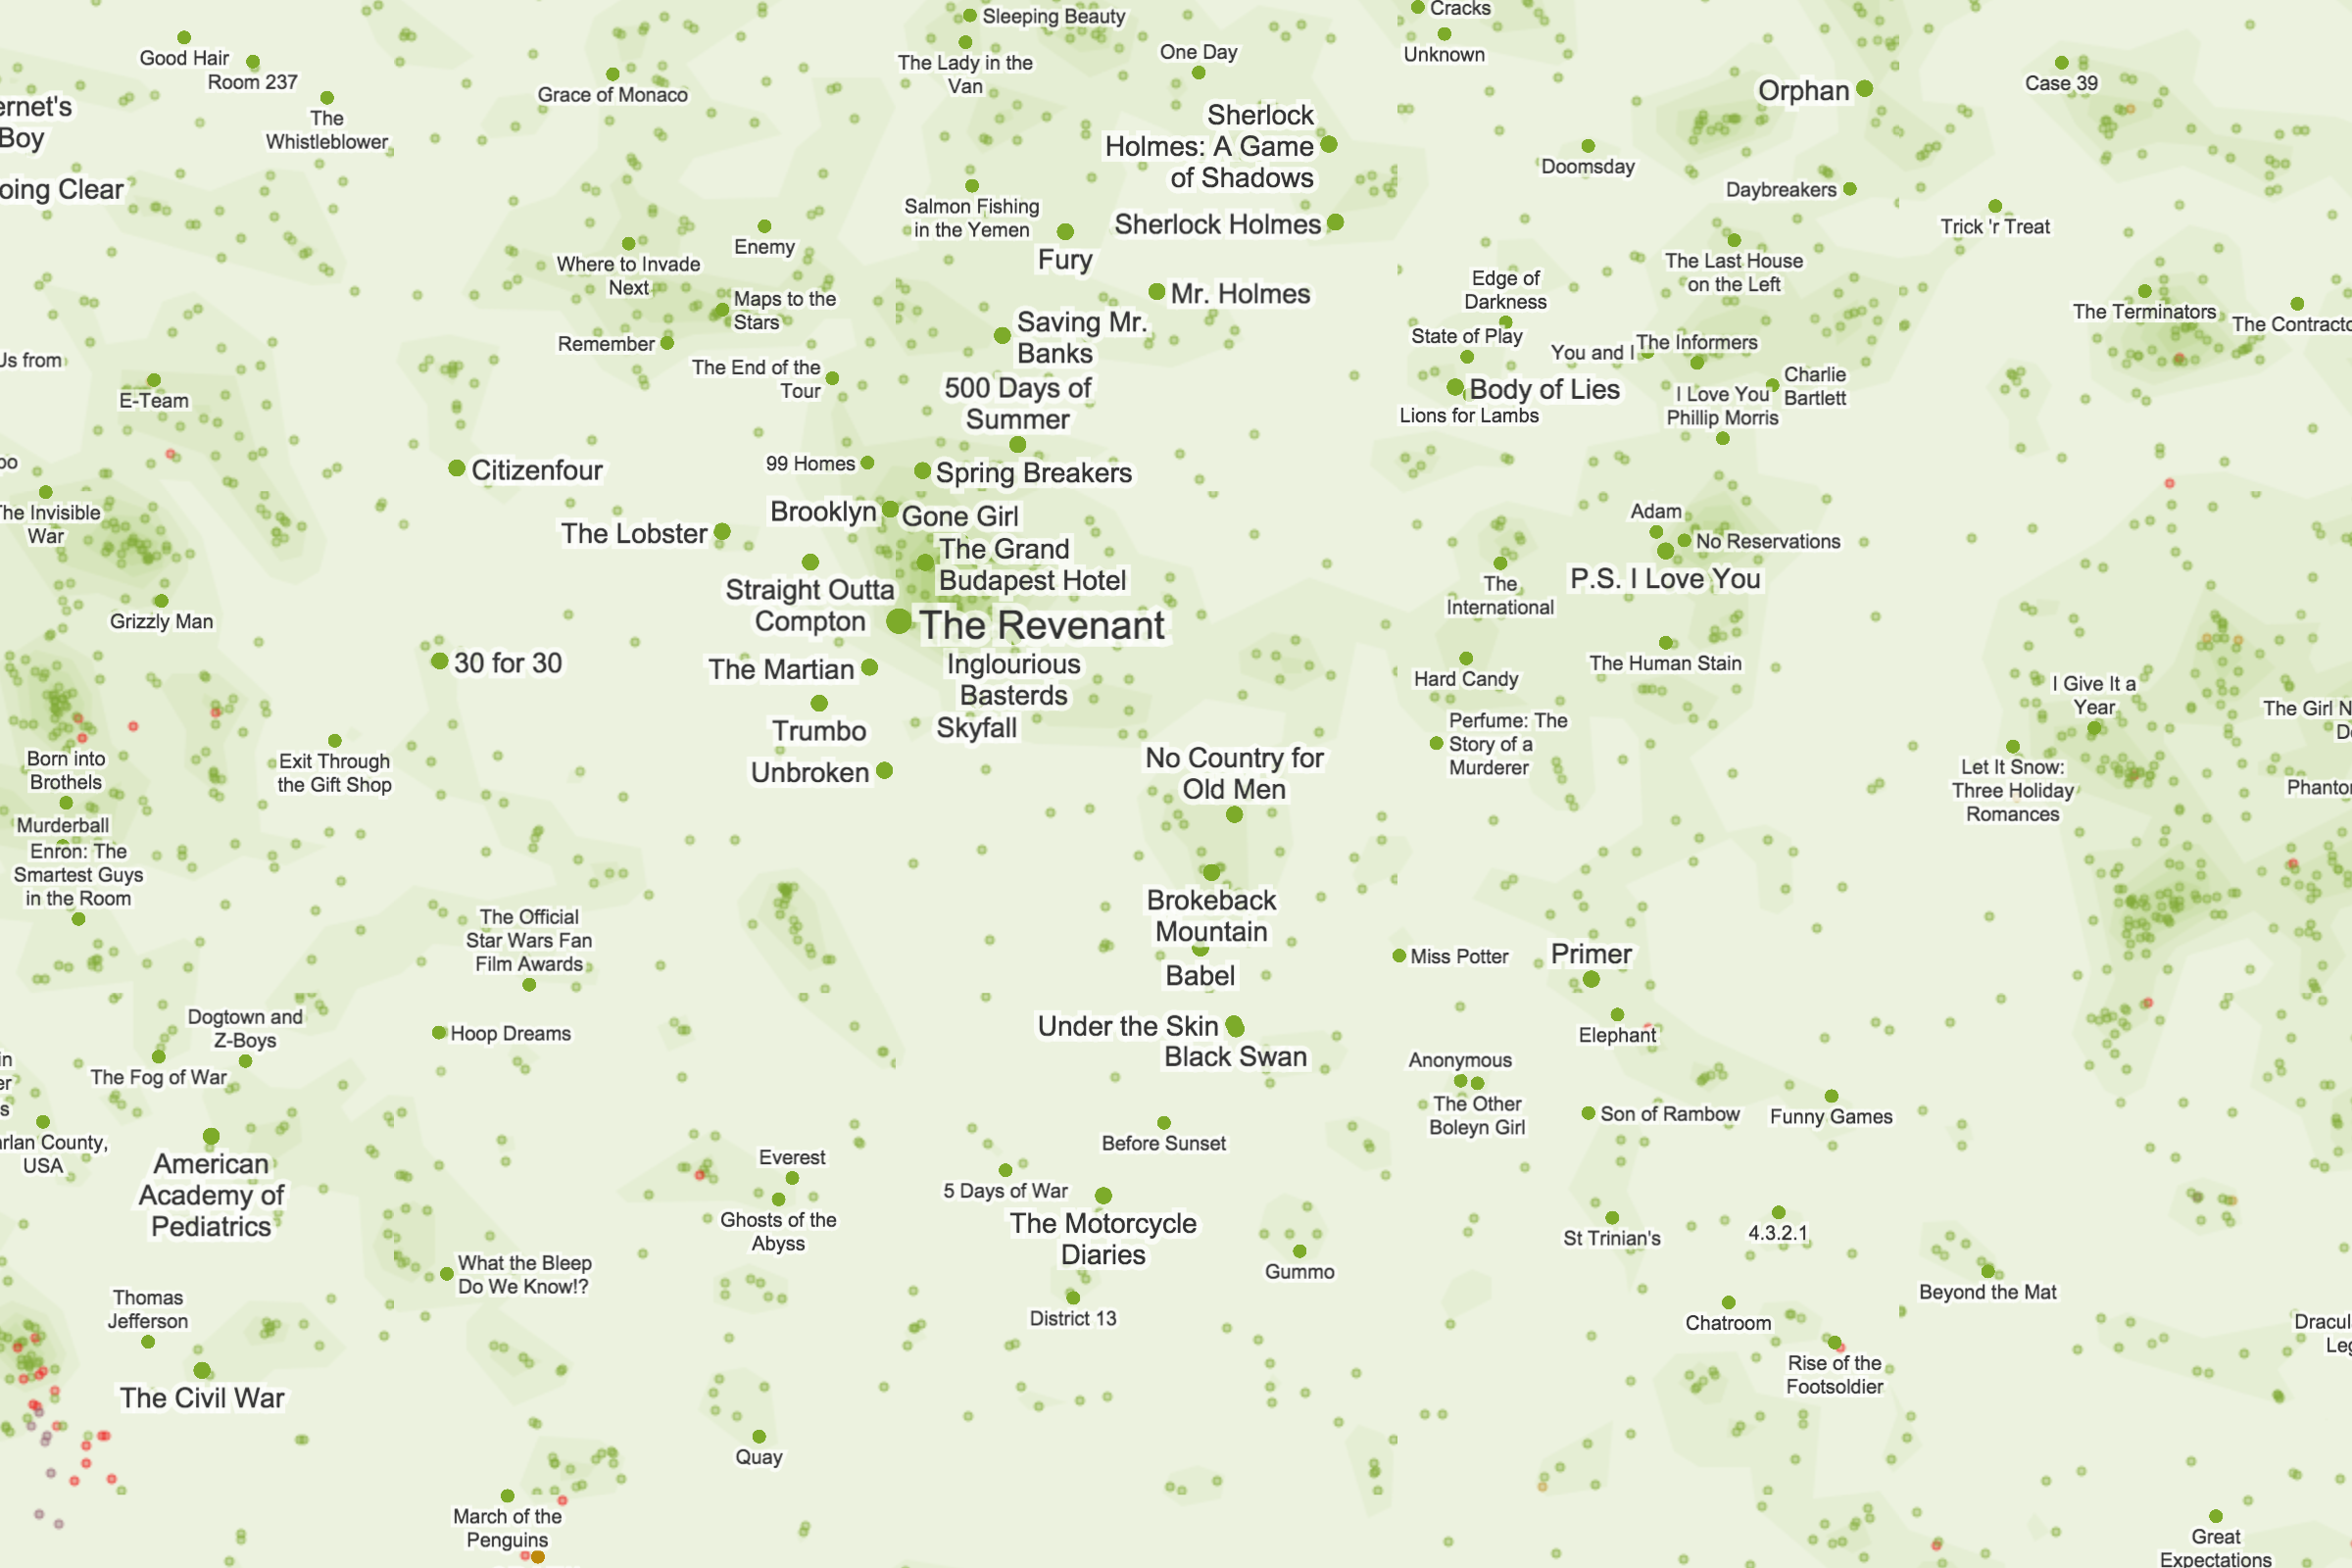 Sleeping Beauty
Cracks
Good Hair
Room 237
The Lady in the
Van
One Day
Unknown
Grace of Monaco
Orphan
Case 39
ernet's
Boy
The
Whistleblower
Sherlock
Holmes: A Game
of Shadows
Doomsday
oing Clear
Daybreakers
Salmon Fishing
in the Yemen
Sherlock Holmes
Trick 'r Treat
Enemy
Fury
Where to Invade
Next
The Last House
on the Left
Edge of
Darkness
Maps to the
Stars
Mr. Holmes
The Terminators
The Contracto
Saving Mr.
Banks
State of Play
Remember
You and I
The Informers
Us from
The End of the
Tour
500 Days of
Summer
Body of Lies
Charlie
Bartlett
E-Team
I Love You
Phillip Morris
Lions for Lambs
oo
Citizenfour
99 Homes
Spring Breakers
The Invisible
War
Brooklyn
Gone Girl
Adam
The Lobster
The Grand
Budapest Hotel
No Reservations
Straight Outta
Compton
The
International
P.S. I Love You
Grizzly Man
The Revenant
30 for 30
The Martian
Inglourious
Basterds
Hard Candy
The Human Stain
I Give It a
Year
Trumbo
Skyfall
Perfume: The
Story of a
Murderer
The Girl N
D
Born into
Brothels
Exit Through
the Gift Shop
Unbroken
No Country for
Old Men
Let It Snow:
Three Holiday
Romances
Phanto
Murderball
Enron: The
Smartest Guys
in the Room
The Official
Star Wars Fan
Film Awards
Brokeback
Mountain
Babel
Miss Potter
Primer
Dogtown and
Z-Boys
Hoop Dreams
Under the Skin
Black Swan
Elephant
in
er
s
The Fog of War
Anonymous
The Other
Boleyn Girl
Son of Rambow
Funny Games
rlan County,
USA
American
Academy of
Pediatrics
Everest
Before Sunset
Ghosts of the
Abyss
5 Days of War
The Motorcycle
Diaries
St Trinian's
4.3.2.1
What the Bleep
Do We Know!?
Gummo
Beyond the Mat
Thomas
Jefferson
District 13
Chatroom
Dracul
Leg
The Civil War
Rise of the
Footsoldier
Quay
March of the
Penguins
Great
Expectations